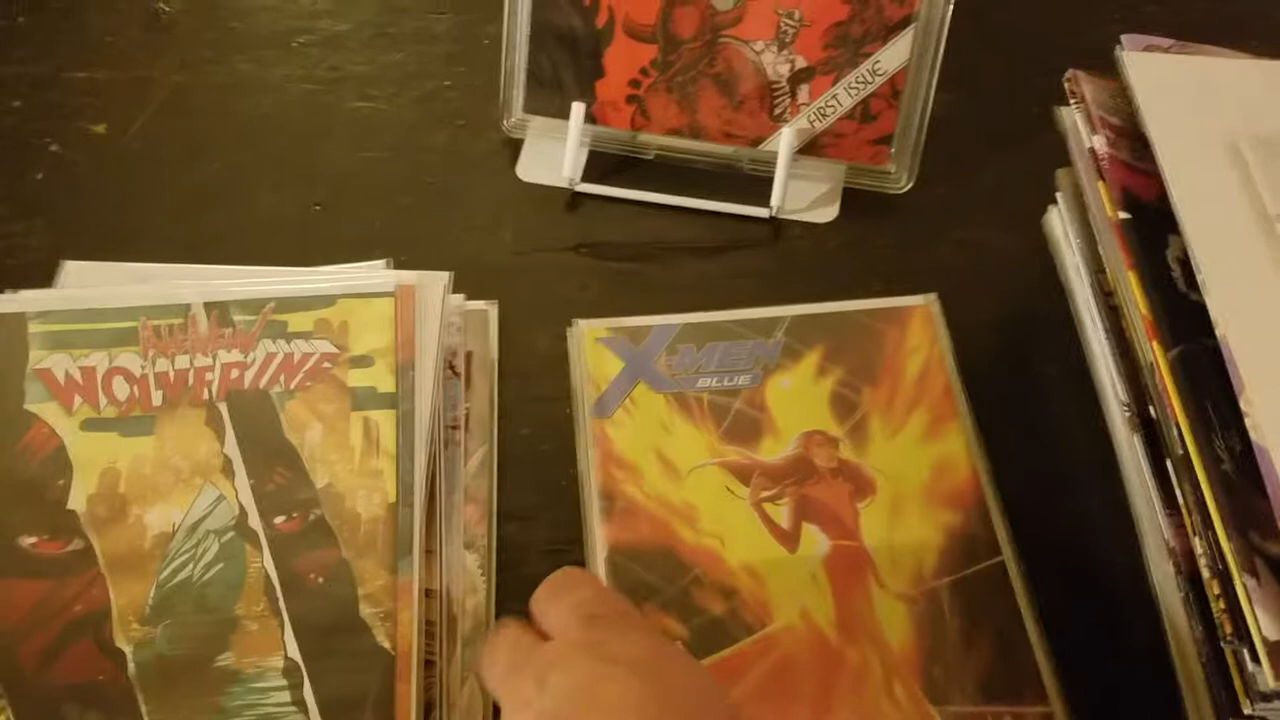 FIRST ISSUE
ALL NEW
WOLVERINE
X-MEN
BLUE